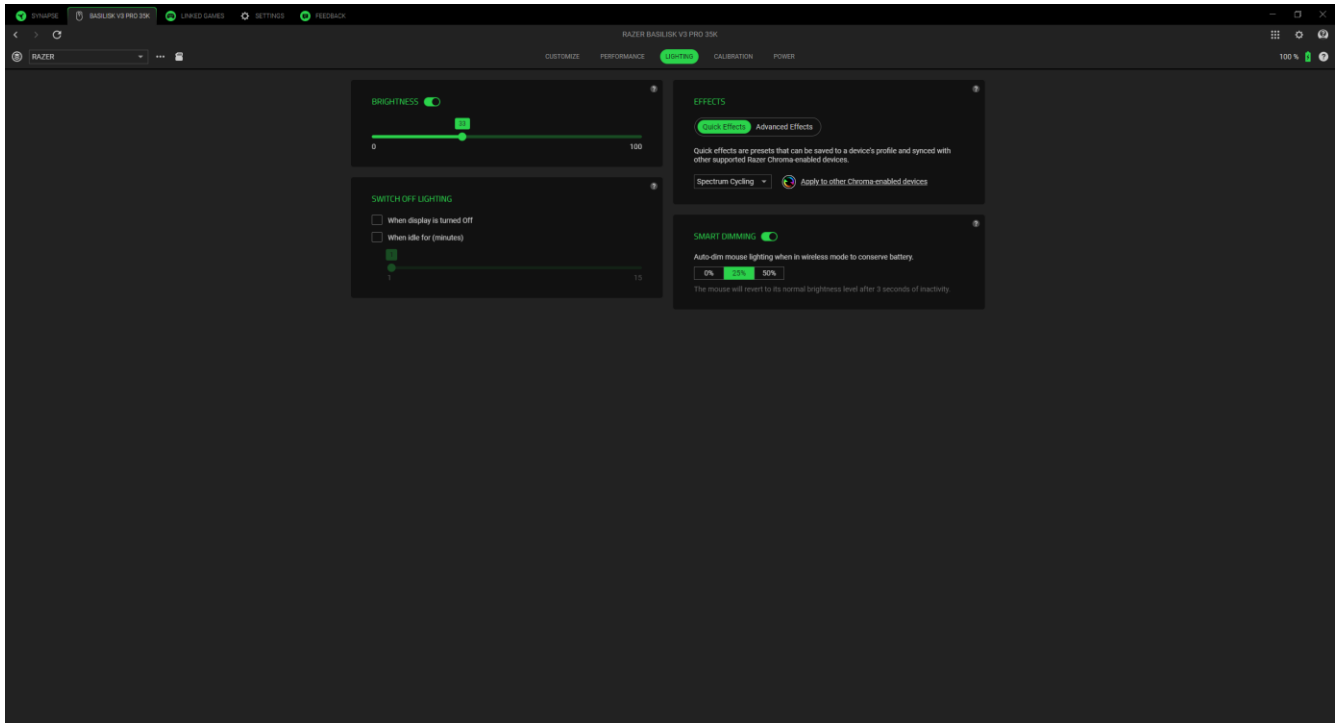 SYNAPSE BASILISK V3 PRO 35K LINKED GAMES SETTINGS FEEDBACK
RAZER BASILISK V3 PRO 35K
RAZER CUSTOMIZE PERFORMANCE LIGHTING CALIBRATION POWER 100 %
BRIGHTNESS
33
0 100
SWITCH OFF LIGHTING
When display is turned Off
When idle for (minutes)
1
1 15
EFFECTS
Quick Effects Advanced Effects
Quick effects are presets that can be saved to a device's profile and synced with
other supported Razer Chroma-enabled devices.
Spectrum Cycling Apply to other Chroma-enabled devices
SMART DIMMING
Auto-dim mouse lighting when in wireless mode to conserve battery.
0% 25% 50%
The mouse will revert to its normal brightness level after 3 seconds of inactivity.